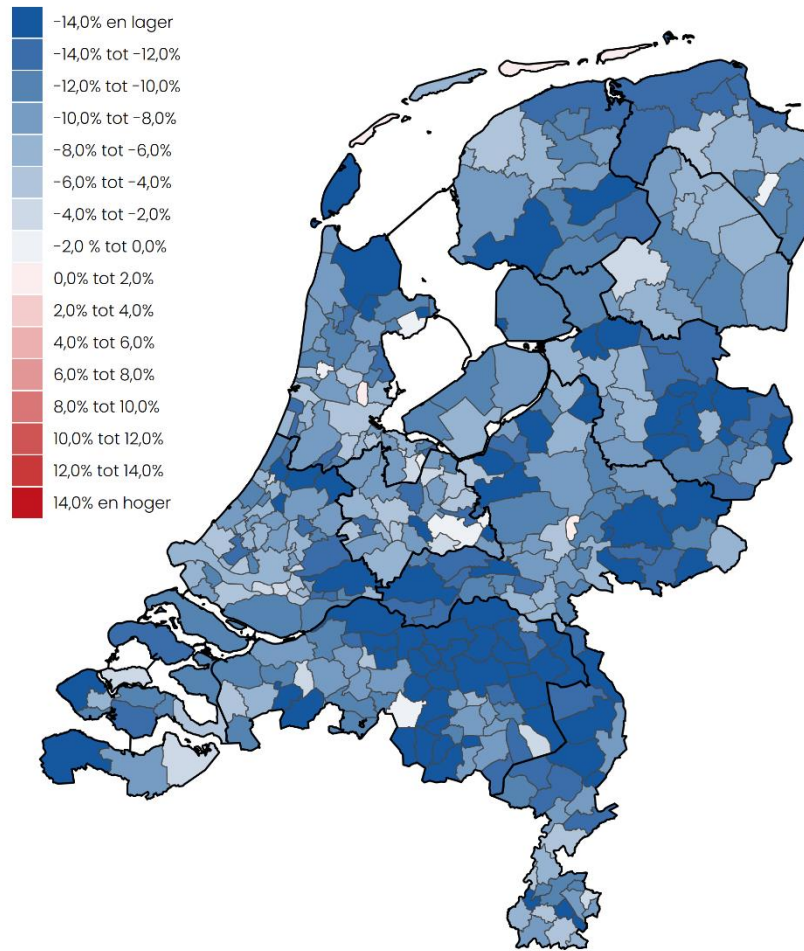 -14,0% en lager
-14,0% tot -12,0%
-12,0% tot -10,0%
-10,0% tot -8,0%
-8,0% tot -6,0%
-6,0% tot -4,0%
-4,0% tot -2,0%
-2,0 % tot 0,0%
0,0% tot 2,0%
2,0% tot 4,0%
4,0% tot 6,0%
6,0% tot 8,0%
8,0% tot 10,0%
10,0% tot 12,0%
12,0% tot 14,0%
14,0% en hoger